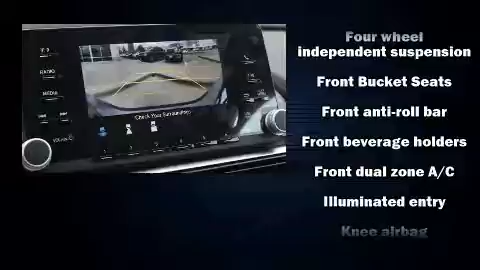 RADIO
MEDIA
Check Your Surroundings
Four wheel
independent suspension
Front Bucket Seats
Front anti-roll bar
Front beverage holders
Front dual zone A/C
Illuminated entry
Knee airbag